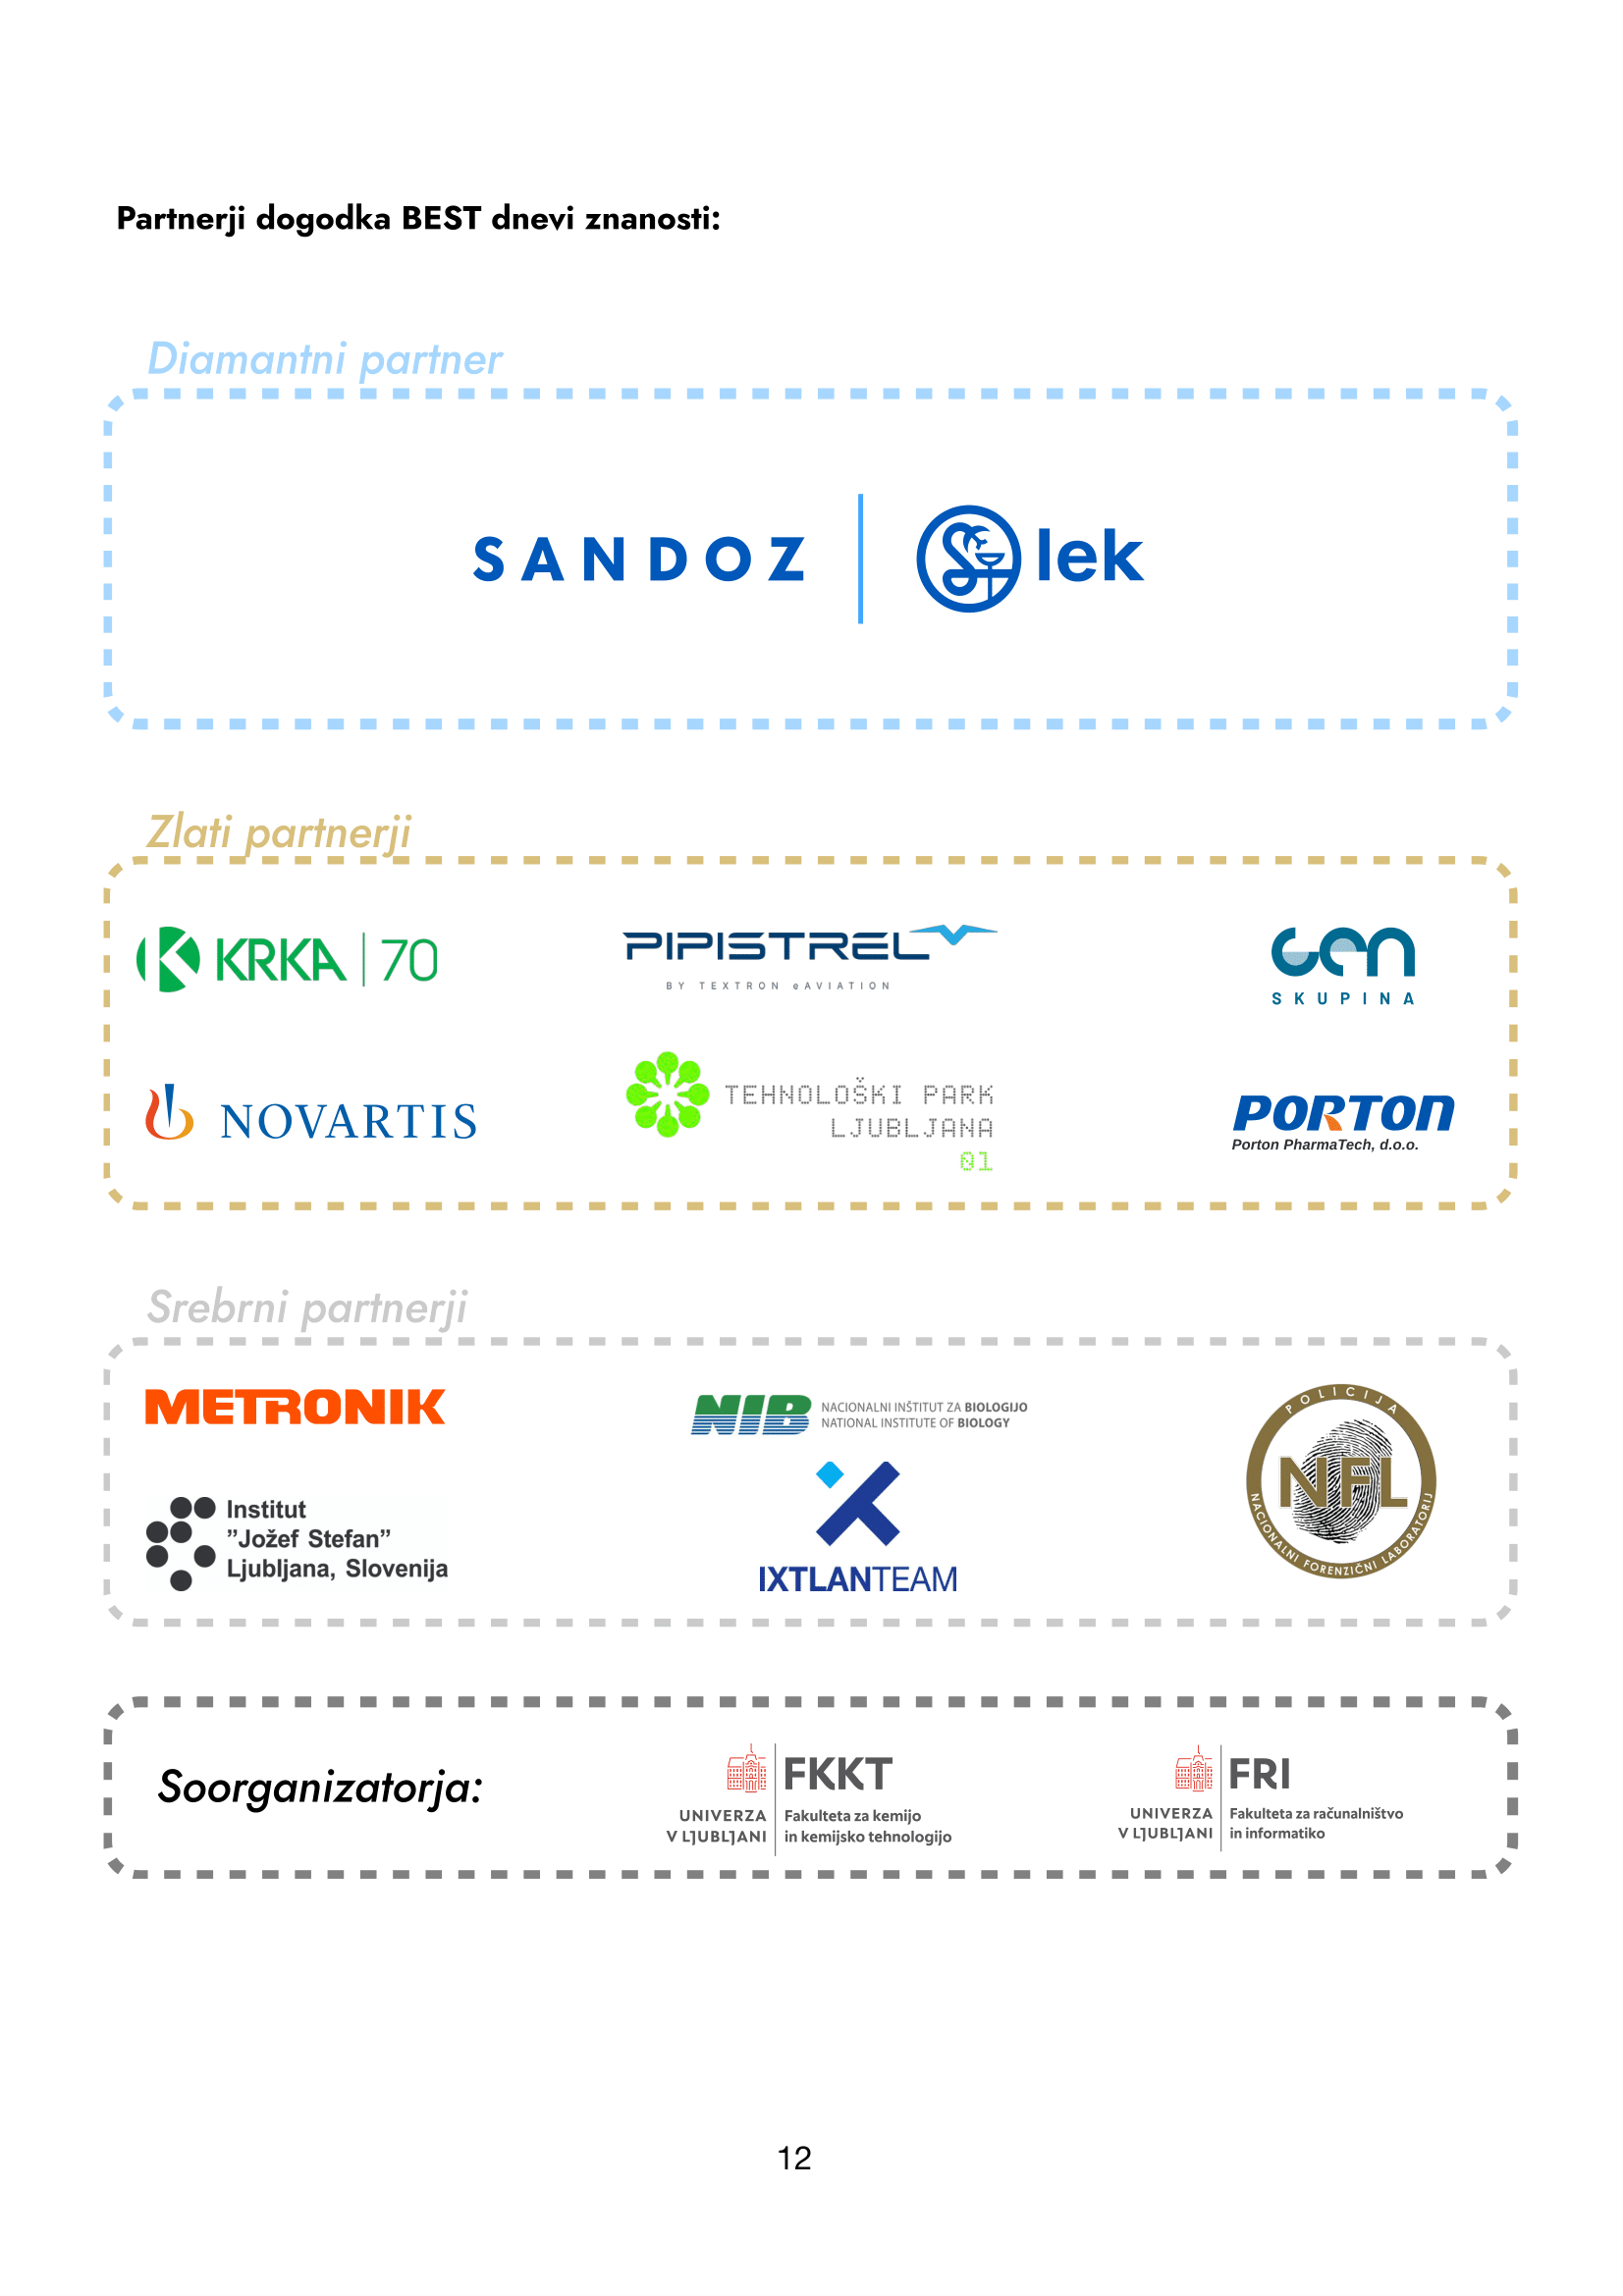 Partnerji dogodka BEST dnevi znanosti:
Diamantni partner
SANDOZ
lek
Zlati partnerji
KRKA 70
PIPISTREL
BY TEXTRON eAVIATION
GEN
SKUPINA
NOVARTIS
TEHNOLOŠKI PARK
LJUBLJANA
01
PORTON
Porton PharmaTech, d.o.o.
Srebrni partnerji
METRONIK
NIB
NACIONALNI INŠTITUT ZA BIOLOGIJO
NATIONAL INSTITUTE OF BIOLOGY
POLICIJA
NFL
NACIONALNI FORENZIČNI LABORATORIJ
Institut
"Jožef Stefan"
Ljubljana, Slovenija
IXTLANTEAM
Soorganizatorja:
FKKT
UNIVERZA
V LJUBLJANI
Fakulteta za kemijo
in kemijsko tehnologijo
FRI
UNIVERZA
V LJUBLJANI
Fakulteta za računalništvo
in informatiko
12